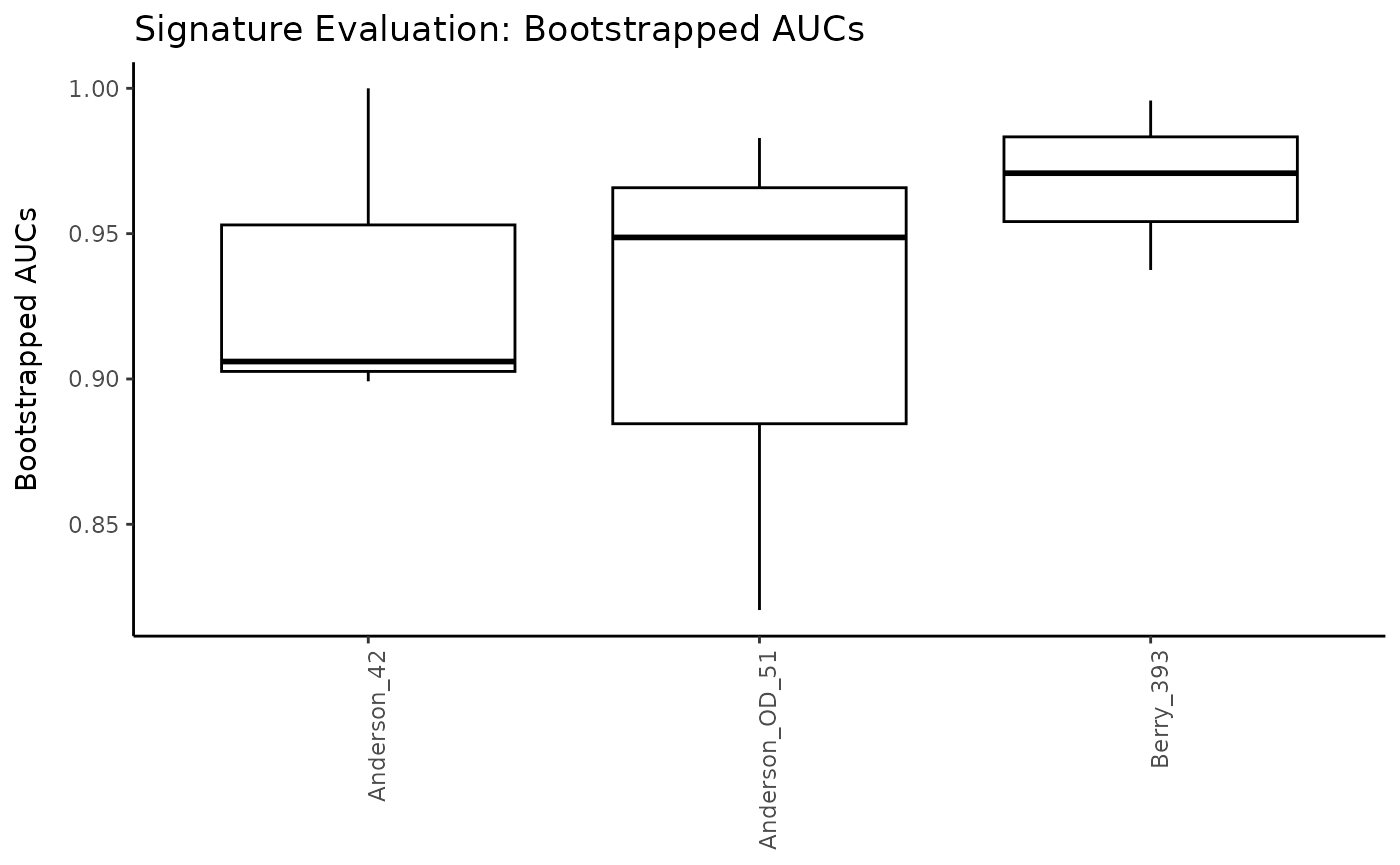 Signature Evaluation: Bootstrapped AUCs
Bootstrapped AUCs
1.00
0.95
0.90
0.85
Anderson_42
Anderson_OD_51
Berry_393